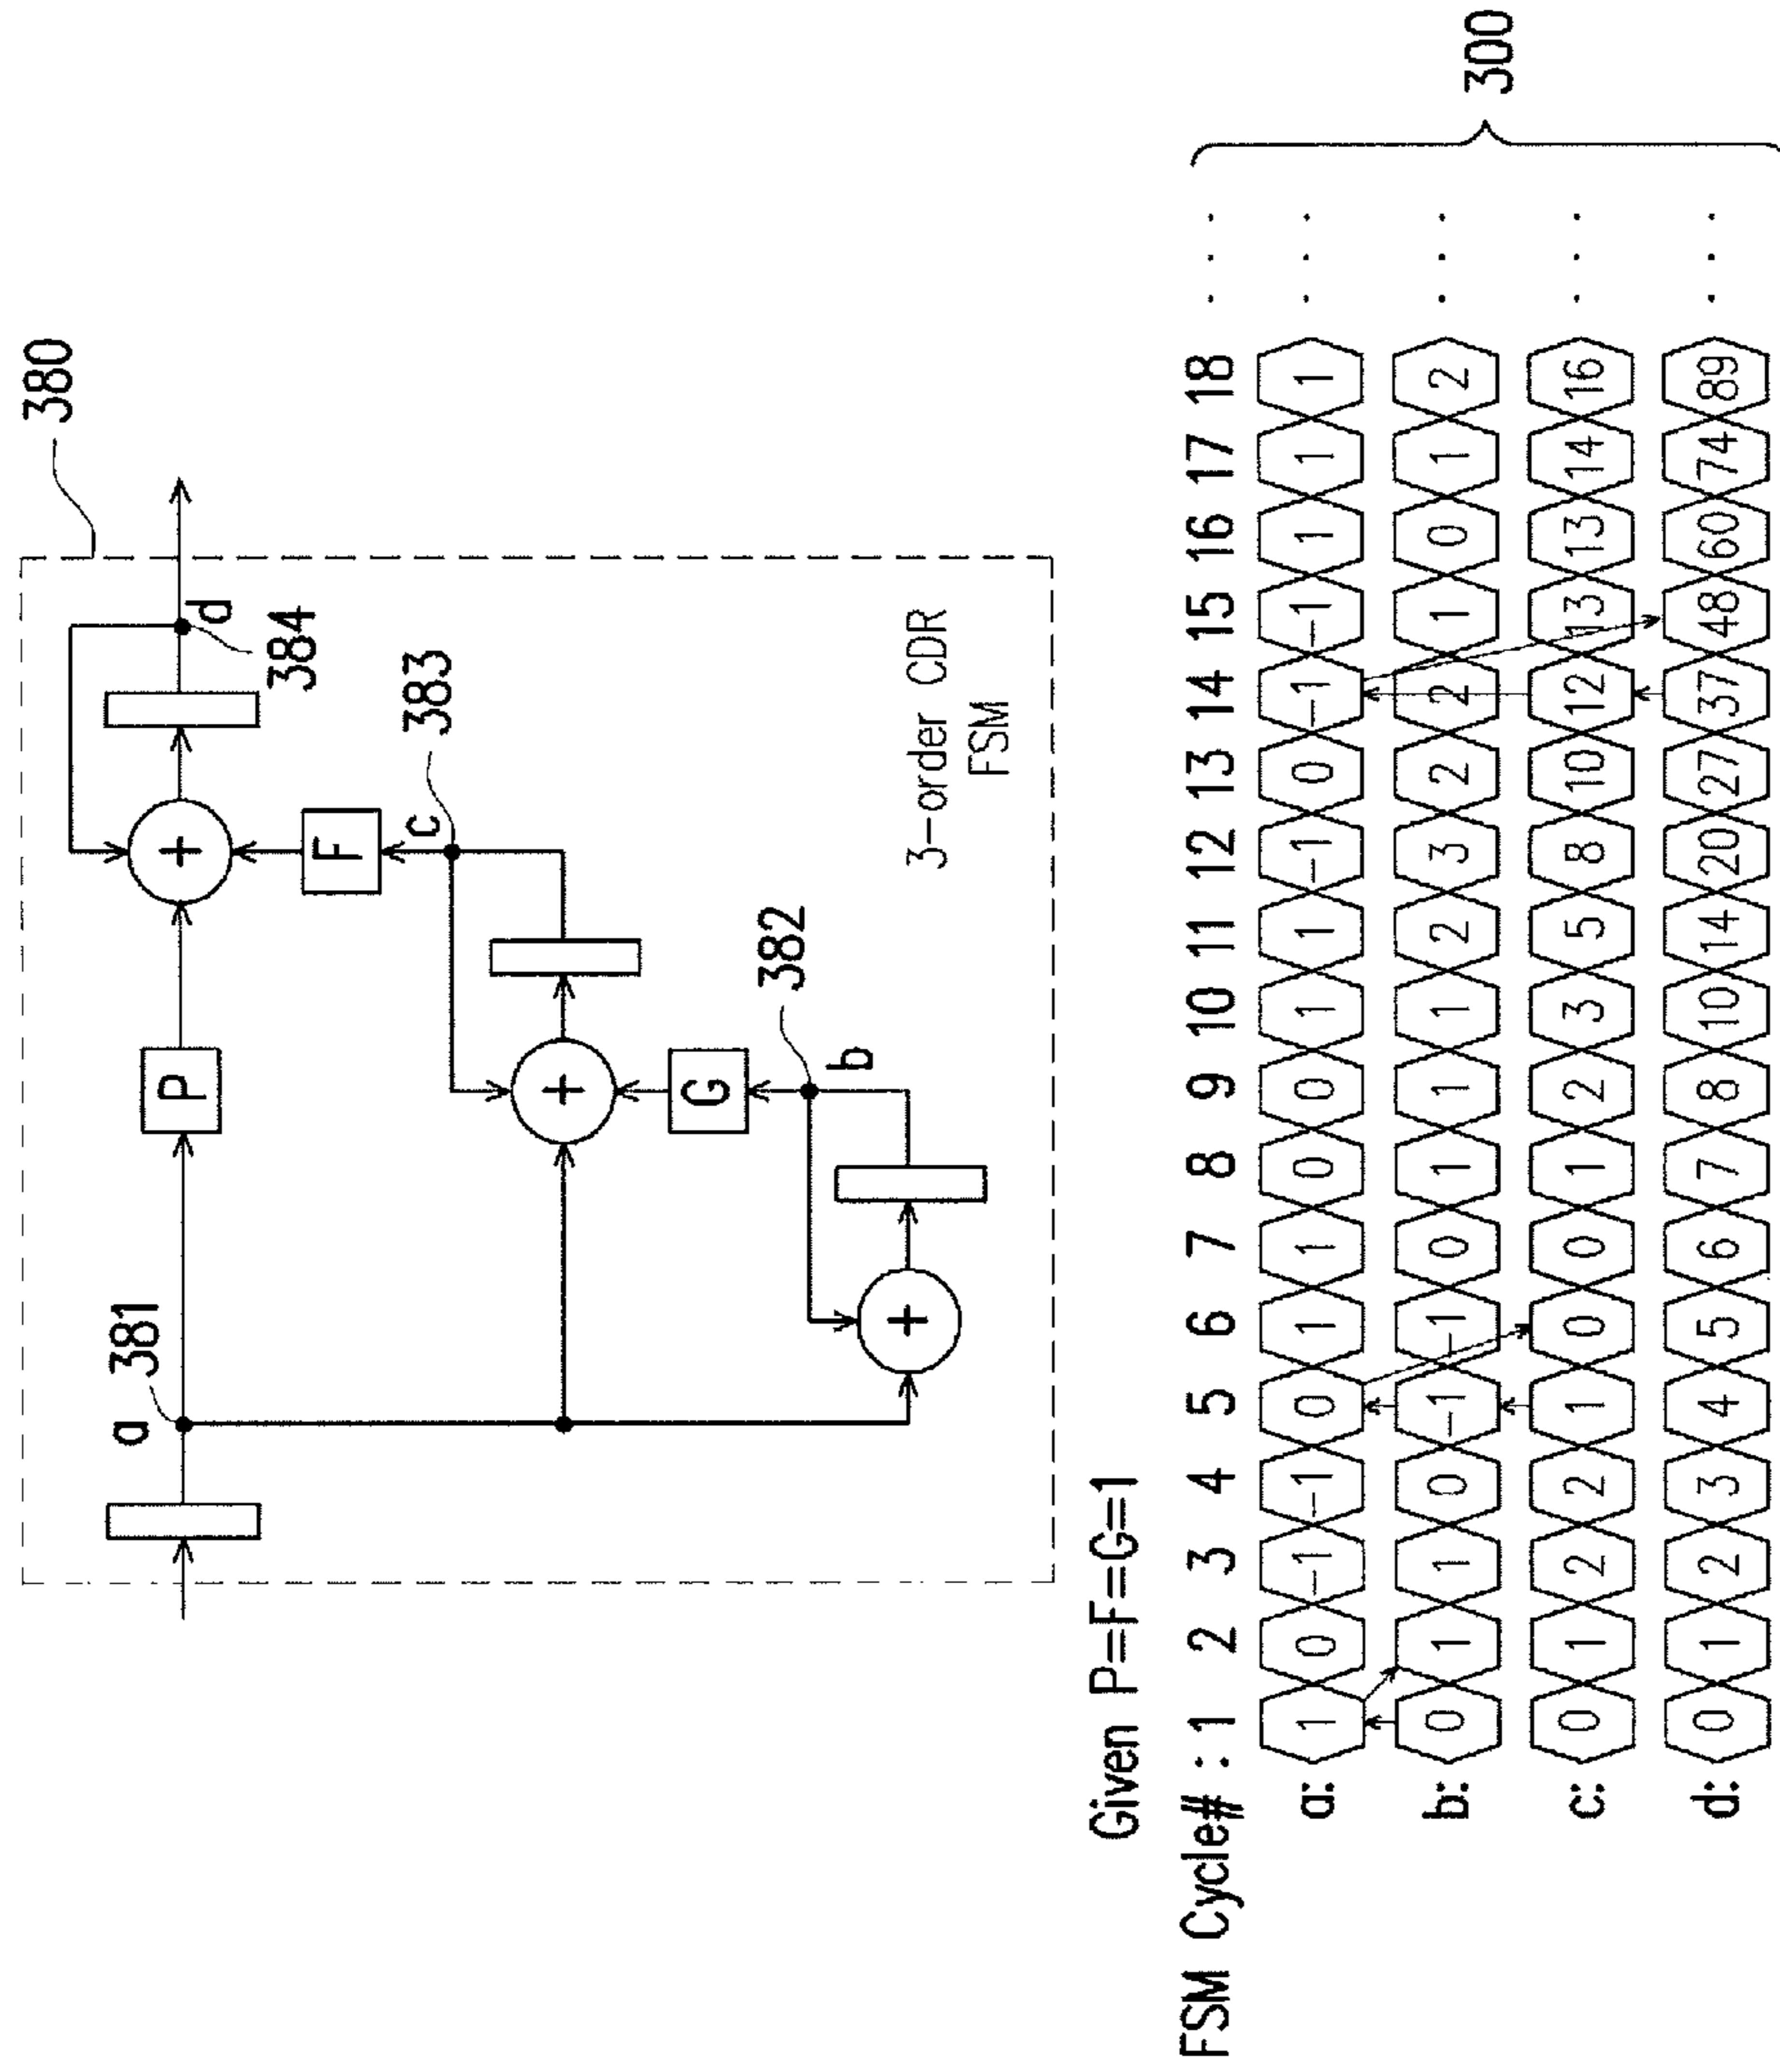 380
a
381
P
+
d
384
F
c
383
+
G
382
b
+
3-order CDR
FSM
Given P=F=G=1
FSM Cycle# : 1 2 3 4 5 6 7 8 9 10 11 12 13 14 15 16 17 18 . . .
a: 1 0 -1 -1 0 1 1 0 0 1 1 -1 0 -1 -1 1 1 1 . . .
b: 0 1 1 0 -1 -1 0 1 1 1 2 3 2 2 1 0 1 2 . . .
c: 0 1 2 2 1 0 0 1 2 3 5 8 10 12 13 13 14 16 . . .
d: 0 1 2 3 4 5 6 7 8 10 14 20 27 37 48 60 74 89 . . .
300